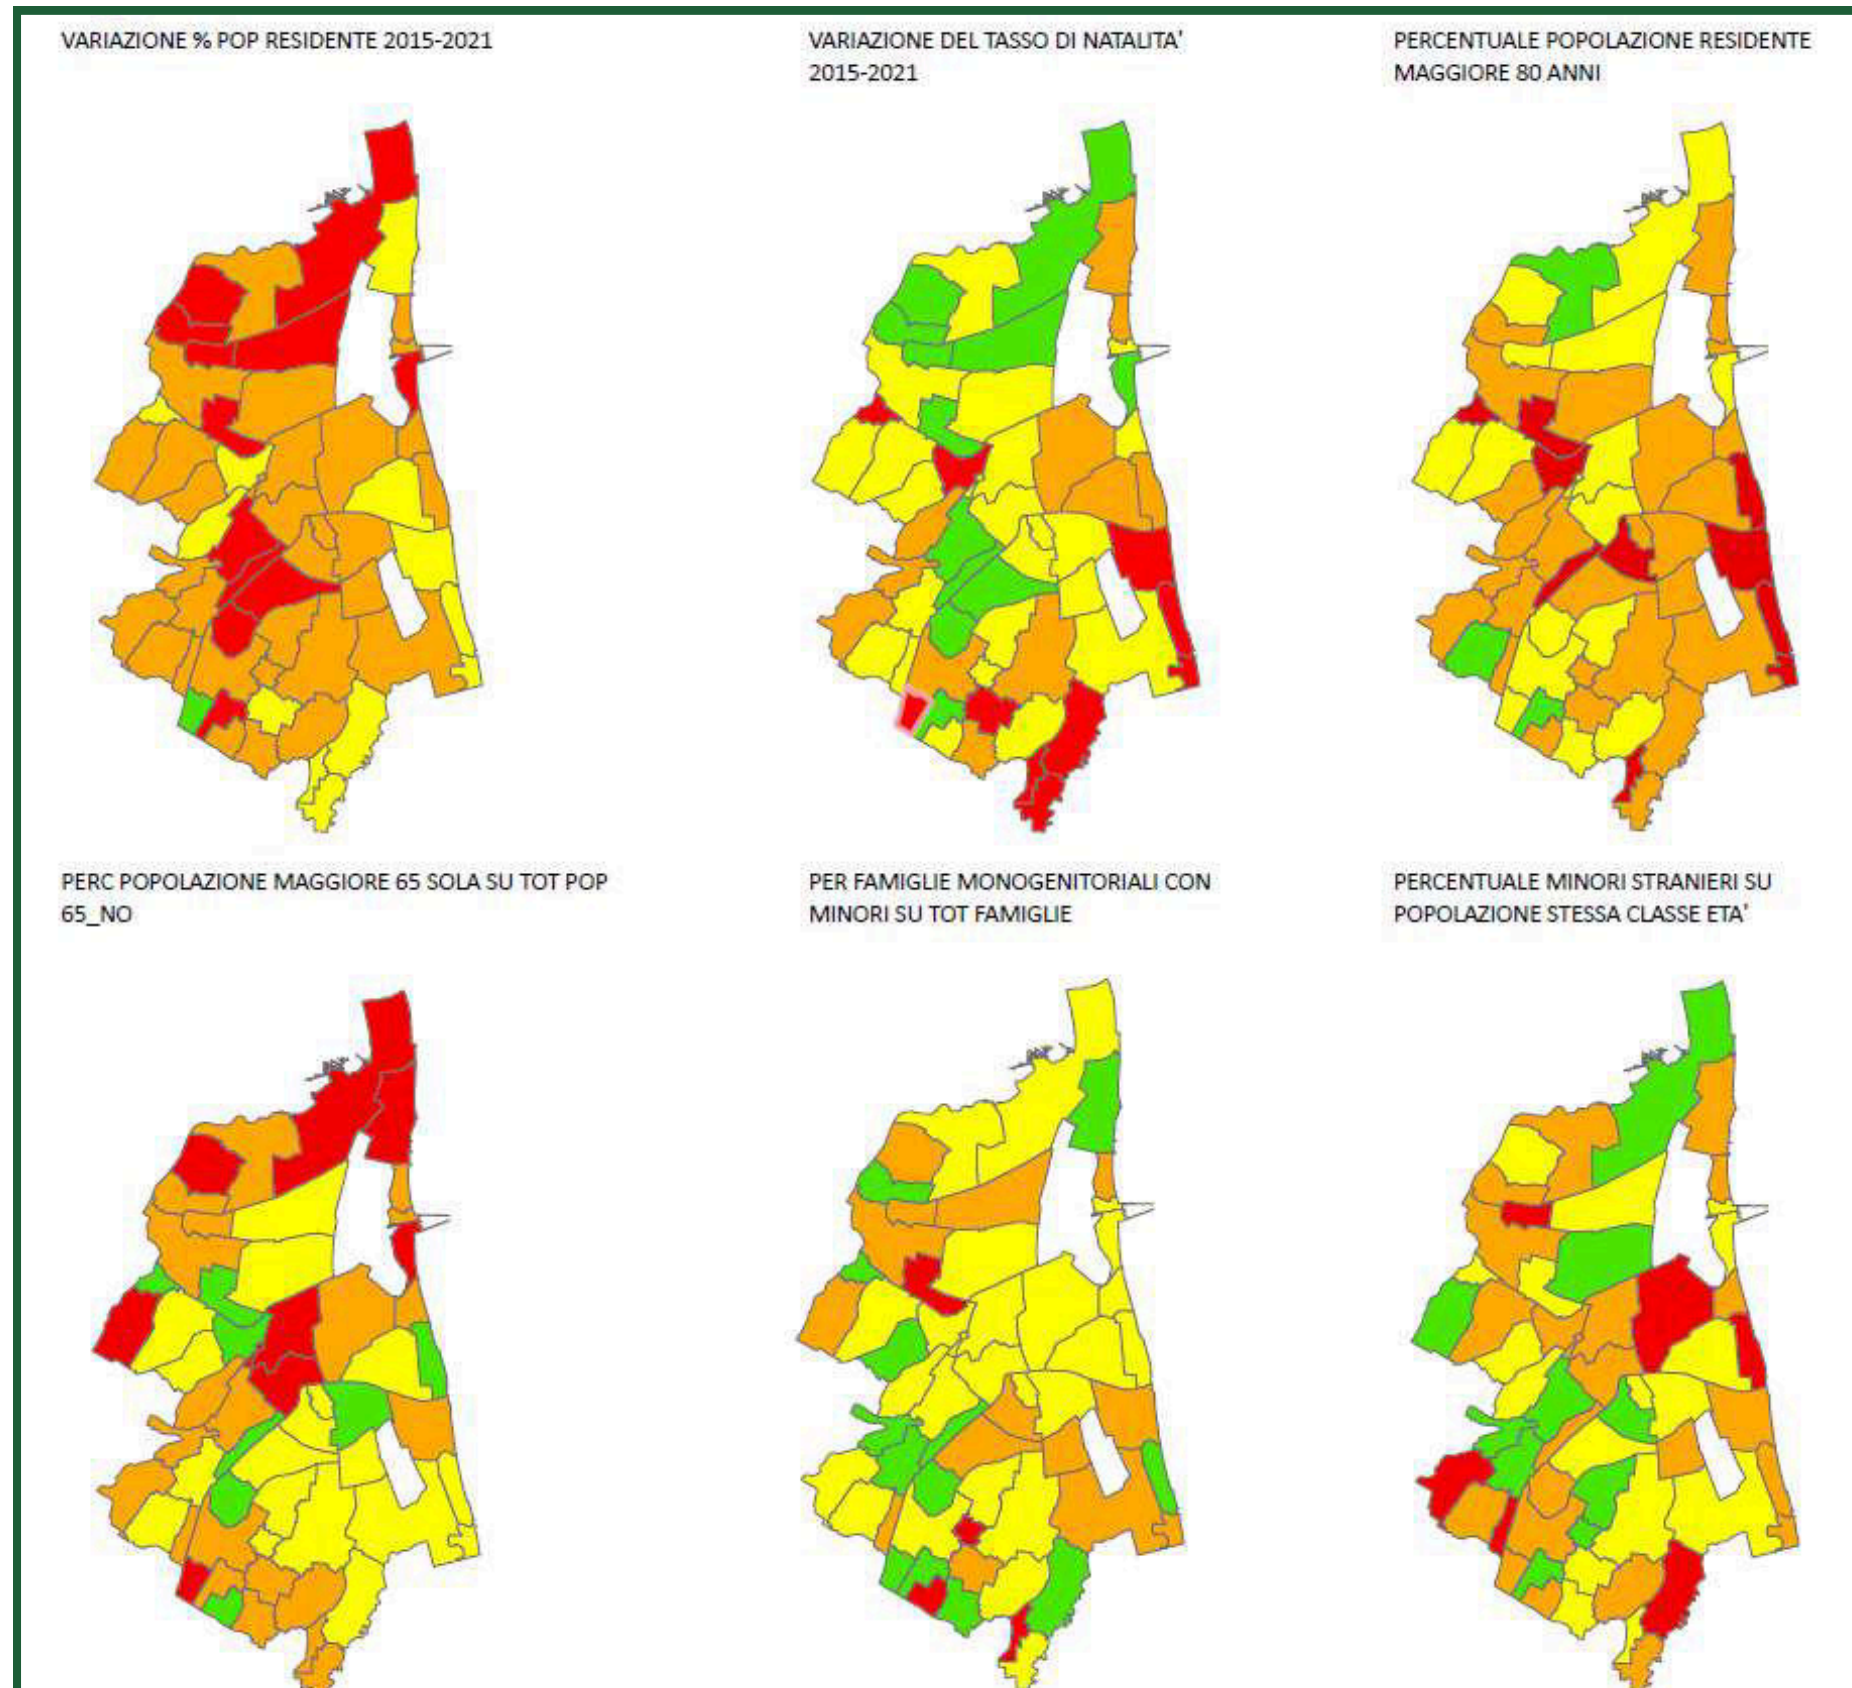 VARIAZIONE % POP RESIDENTE 2015-2021
VARIAZIONE DEL TASSO DI NATALITA'
2015-2021
PERCENTUALE POPOLAZIONE RESIDENTE
MAGGIORE 80 ANNI
PERC POPOLAZIONE MAGGIORE 65 SOLA SU TOT POP
65_NO
PER FAMIGLIE MONOGENITORIALI CON
MINORI SU TOT FAMIGLIE
PERCENTUALE MINORI STRANIERI SU
POPOLAZIONE STESSA CLASSE ETA'